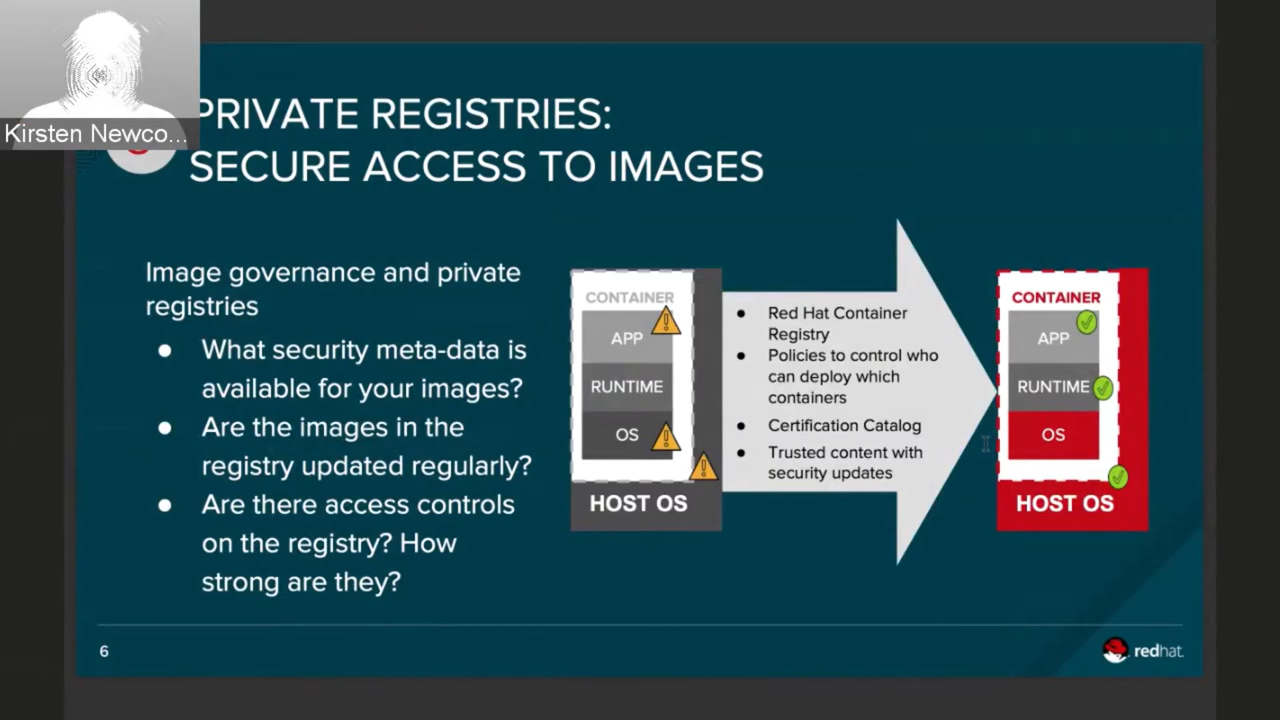 Kirsten Newco...
PRIVATE REGISTRIES:
SECURE ACCESS TO IMAGES
Image governance and private
registries
● What security meta-data is
available for your images?
● Are the images in the
registry updated regularly?
● Are there access controls
on the registry? How
strong are they?
CONTAINER
APP
RUNTIME
OS
HOST OS
● Red Hat Container
Registry
● Policies to control who
can deploy which
containers
● Certification Catalog
● Trusted content with
security updates
CONTAINER
APP
RUNTIME
OS
HOST OS
6
redhat.